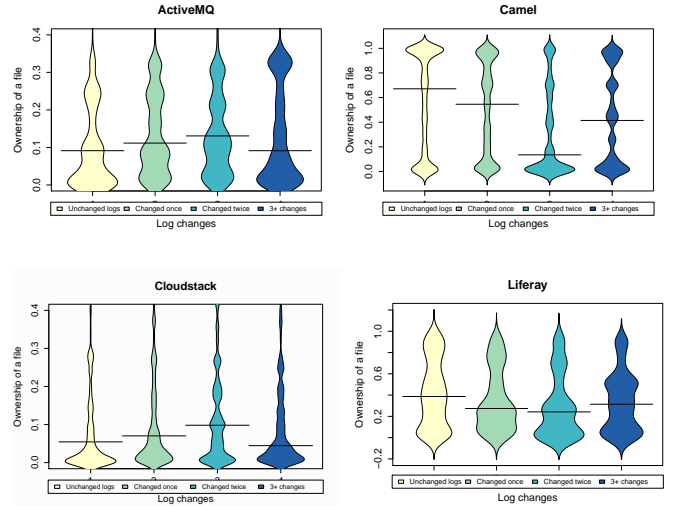 ActiveMQ
Ownership of a file
0.4
0.3
0.2
0.1
0.0
Unchanged logs Changed once Changed twice 3+ changes
Log changes
Camel
Ownership of a file
1.0
0.8
0.6
0.4
0.2
0.0
Unchanged logs Changed once Changed twice 3+ changes
Log changes
Cloudstack
Ownership of a file
0.4
0.3
0.2
0.1
0.0
Unchanged logs Changed once Changed twice 3+ changes
Log changes
Liferay
Ownership of a file
1.0
0.6
0.2
−0.2
Unchanged logs Changed once Changed twice 3+ changes
Log changes